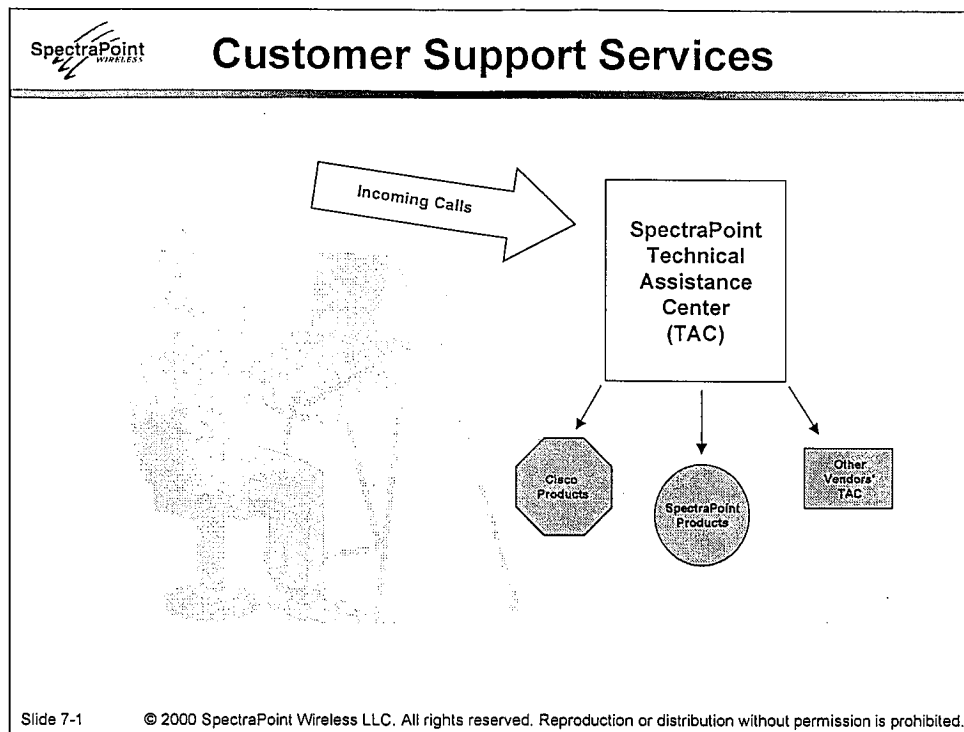 SpectraPoint
WIRELESS
Customer Support Services
Incoming Calls
SpectraPoint
Technical
Assistance
Center
(TAC)
Cisco
Products
SpectraPoint
Products
Other
Vendors'
TAC
Slide 7-1
© 2000 SpectraPoint Wireless LLC. All rights reserved. Reproduction or distribution without permission is prohibited.